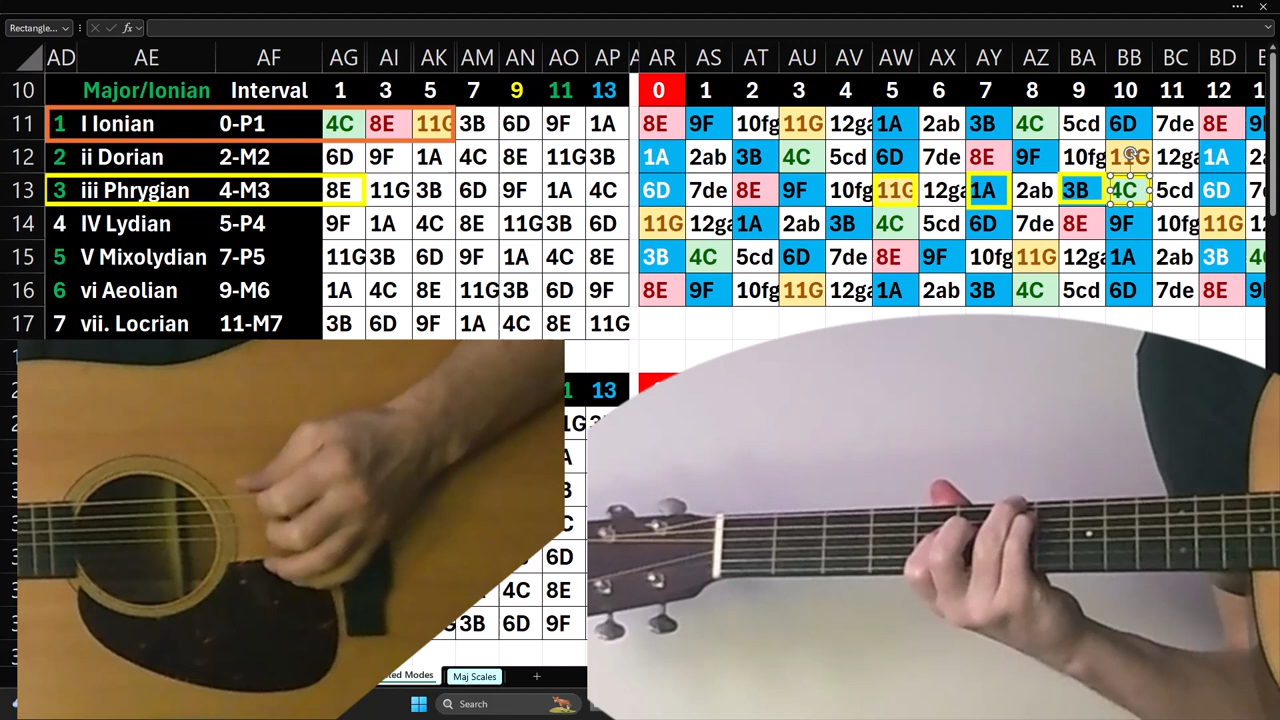 Rectangle... fx
AD AE AF AG AI AK AM AN AO AP AR AS AT AU AV AW AX AY AZ BA BB BC BD
10 Major/Ionian Interval 1 3 5 7 9 11 13 0 1 2 3 4 5 6 7 8 9 10 11 12
11 1 I Ionian 0-P1 4C 8E 11G 3B 6D 9F 1A 8E 9F 10fg 11G 12ga 1A 2ab 3B 4C 5cd 6D 7de 8E
12 2 ii Dorian 2-M2 6D 9F 1A 4C 8E 11G 3B 1A 2ab 3B 4C 5cd 6D 7de 8E 9F 10fg 11G 12ga 1A
13 3 iii Phrygian 4-M3 8E 11G 3B 6D 9F 1A 4C 6D 7de 8E 9F 10fg 11G 12ga 1A 2ab 3B 4C 5cd 6D
14 4 IV Lydian 5-P4 9F 1A 4C 8E 11G 3B 6D 11G 12ga 1A 2ab 3B 4C 5cd 6D 7de 8E 9F 10fg 11G
15 5 V Mixolydian 7-P5 11G 3B 6D 9F 1A 4C 8E 3B 4C 5cd 6D 7de 8E 9F 10fg 11G 12ga 1A 2ab 3B
16 6 vi Aeolian 9-M6 1A 4C 8E 11G 3B 6D 9F 8E 9F 10fg 11G 12ga 1A 2ab 3B 4C 5cd 6D 7de 8E
17 7 vii. Locrian 11-M7 3B 6D 9F 1A 4C 8E 11G
13
6D
4C 8E
3B 6D 9F
Maj Scales
Search